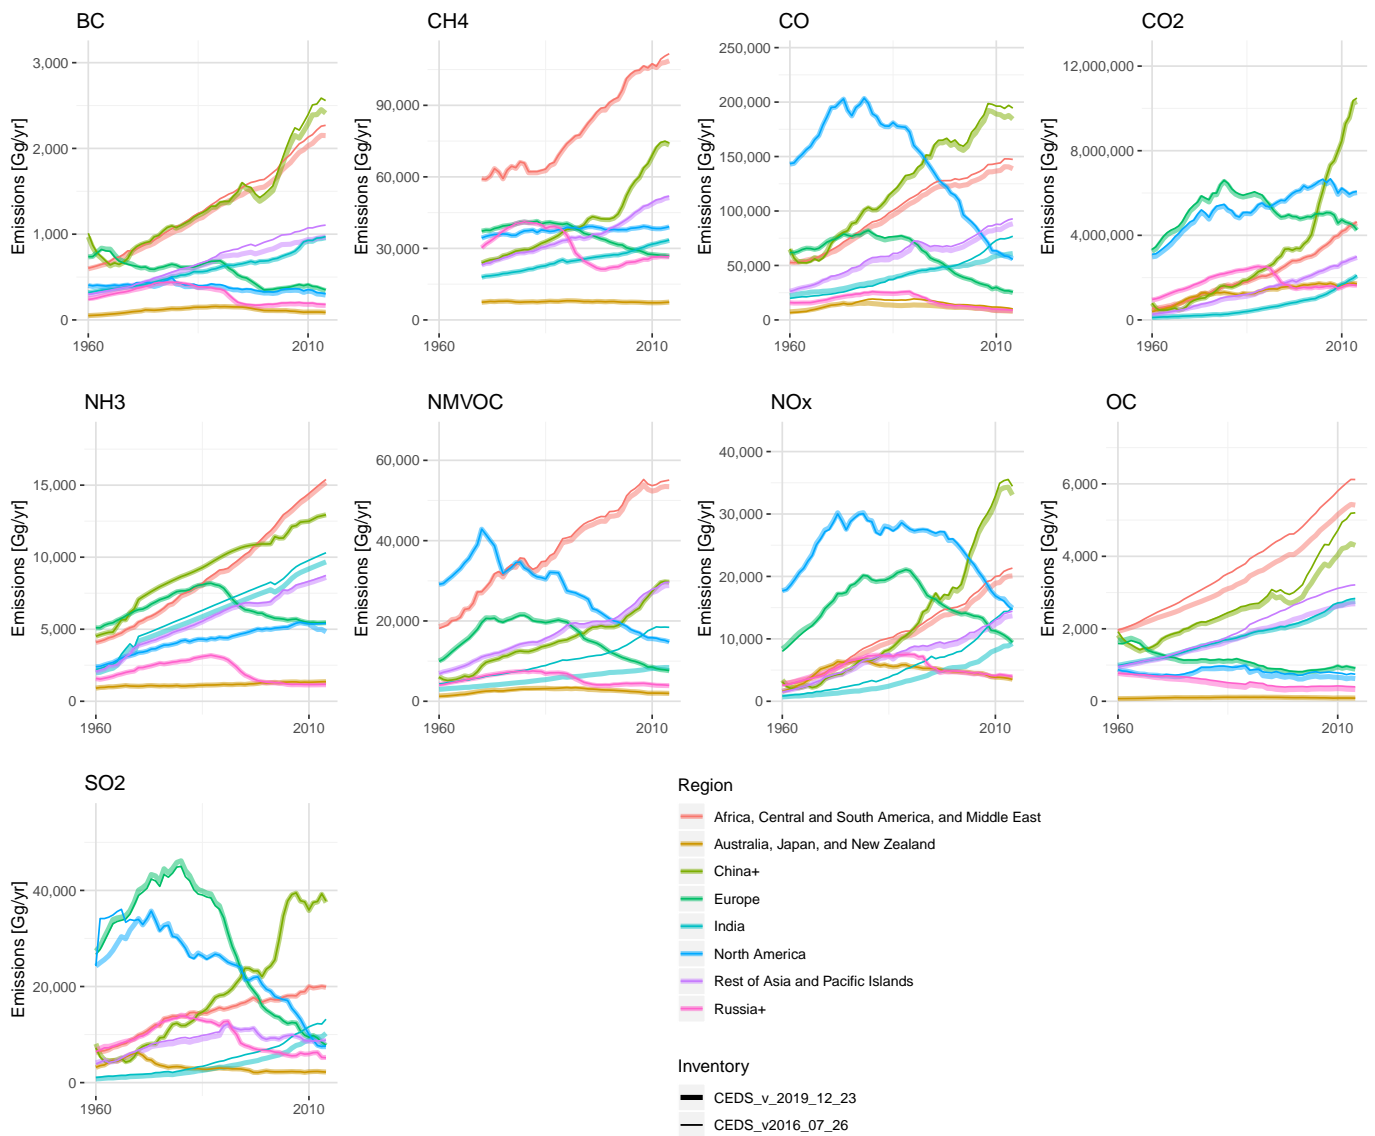 BC
CH4
CO
CO2
Emissions [Gg/yr]
3,000
2,000
1,000
0
1960
2010
Emissions [Gg/yr]
90,000
60,000
30,000
0
1960
2010
Emissions [Gg/yr]
250,000
200,000
150,000
100,000
50,000
0
1960
2010
Emissions [Gg/yr]
12,000,000
8,000,000
4,000,000
0
1960
2010
NH3
NMVOC
NOx
OC
Emissions [Gg/yr]
15,000
10,000
5,000
0
1960
2010
Emissions [Gg/yr]
60,000
40,000
20,000
0
1960
2010
Emissions [Gg/yr]
40,000
30,000
20,000
10,000
0
1960
2010
Emissions [Gg/yr]
6,000
4,000
2,000
0
1960
2010
SO2
Emissions [Gg/yr]
40,000
20,000
0
1960
2010
Region
Africa, Central and South America, and Middle East
Australia, Japan, and New Zealand
China+
Europe
India
North America
Rest of Asia and Pacific Islands
Russia+
Inventory
CEDS_v_2019_12_23
CEDS_v2016_07_26